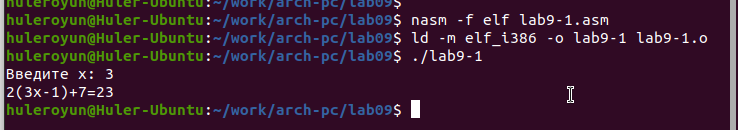 huleroyun@Huler-Ubuntu:~/work/arch-pc/lab09$ nasm -f elf lab9-1.asm
huleroyun@Huler-Ubuntu:~/work/arch-pc/lab09$ ld -m elf_i386 -o lab9-1 lab9-1.o
huleroyun@Huler-Ubuntu:~/work/arch-pc/lab09$ ./lab9-1
Введите x: 3
2(3x-1)+7=23
huleroyun@Huler-Ubuntu:~/work/arch-pc/lab09$